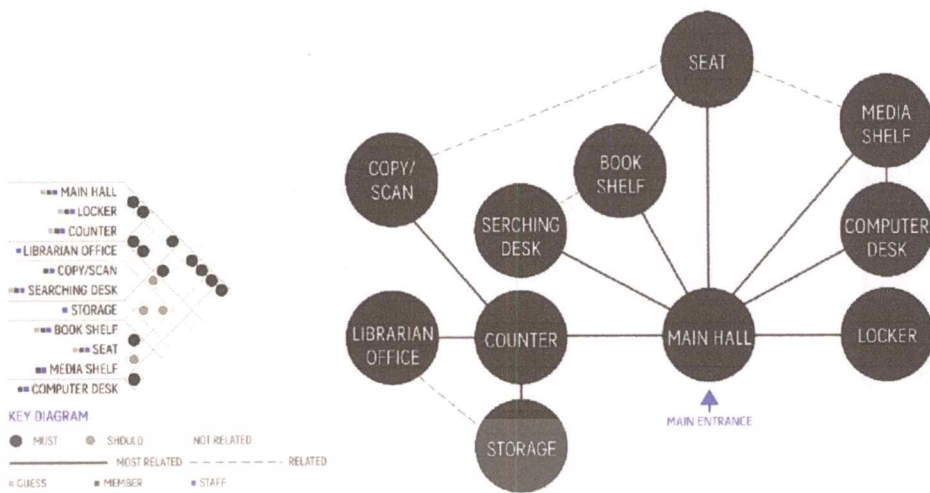 MAIN HALL
LOCKER
COUNTER
LIBRARIAN OFFICE
COPY/SCAN
SEARCHING DESK
STORAGE
BOOK SHELF
SEAT
MEDIA SHELF
COMPUTER DESK
KEY DIAGRAM
MUST SHOULD NOT RELATED
MOST RELATED RELATED
GUESS MEMBER STAFF
SEAT
MEDIA
SHELF
BOOK
SHELF
COPY/
SCAN
SERCHING
DESK
COMPUTER
DESK
LIBRARIAN
OFFICE
COUNTER
MAIN HALL
LOCKER
MAIN ENTRANCE
STORAGE